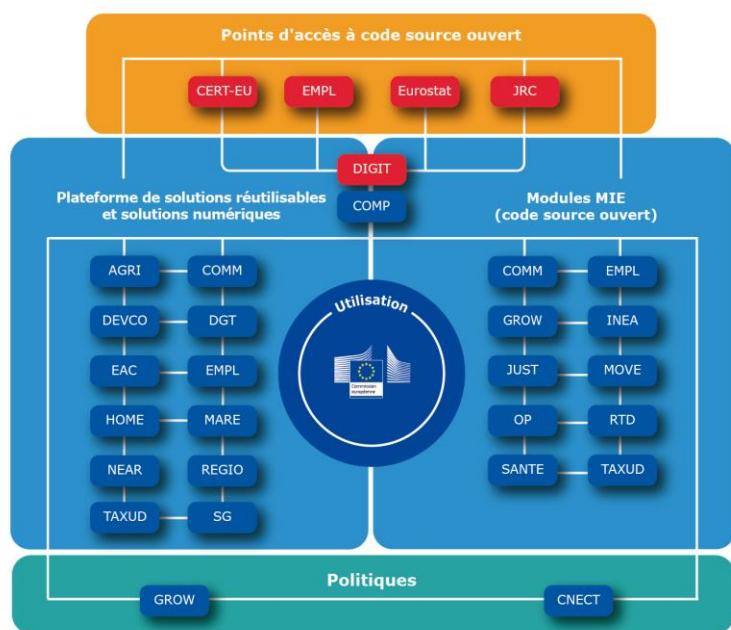 Points d'accès à code source ouvert
CERT-EU
EMPL
Eurostat
JRC
DIGIT
COMP
Plateforme de solutions réutilisables
et solutions numériques
AGRI
COMM
DEVCO
DGT
EAC
EMPL
HOME
MARE
NEAR
REGIO
TAXUD
SG
Utilisation
Commission
européenne
Modules MIE
(code source ouvert)
COMM
EMPL
GROW
INEA
JUST
MOVE
OP
RTD
SANTE
TAXUD
Politiques
GROW
CNECT